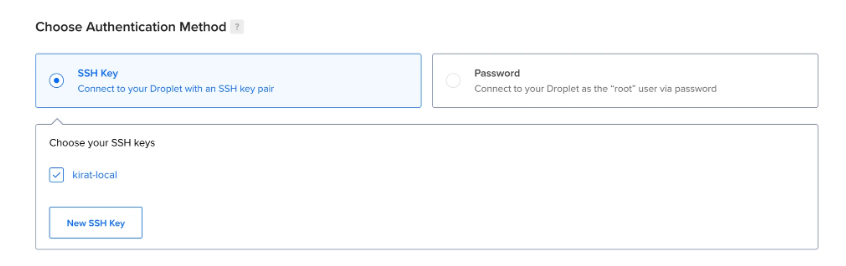 Choose Authentication Method ?
SSH Key
Connect to your Droplet with an SSH key pair
Password
Connect to your Droplet as the “root” user via password
Choose your SSH keys
kirat-local
New SSH Key